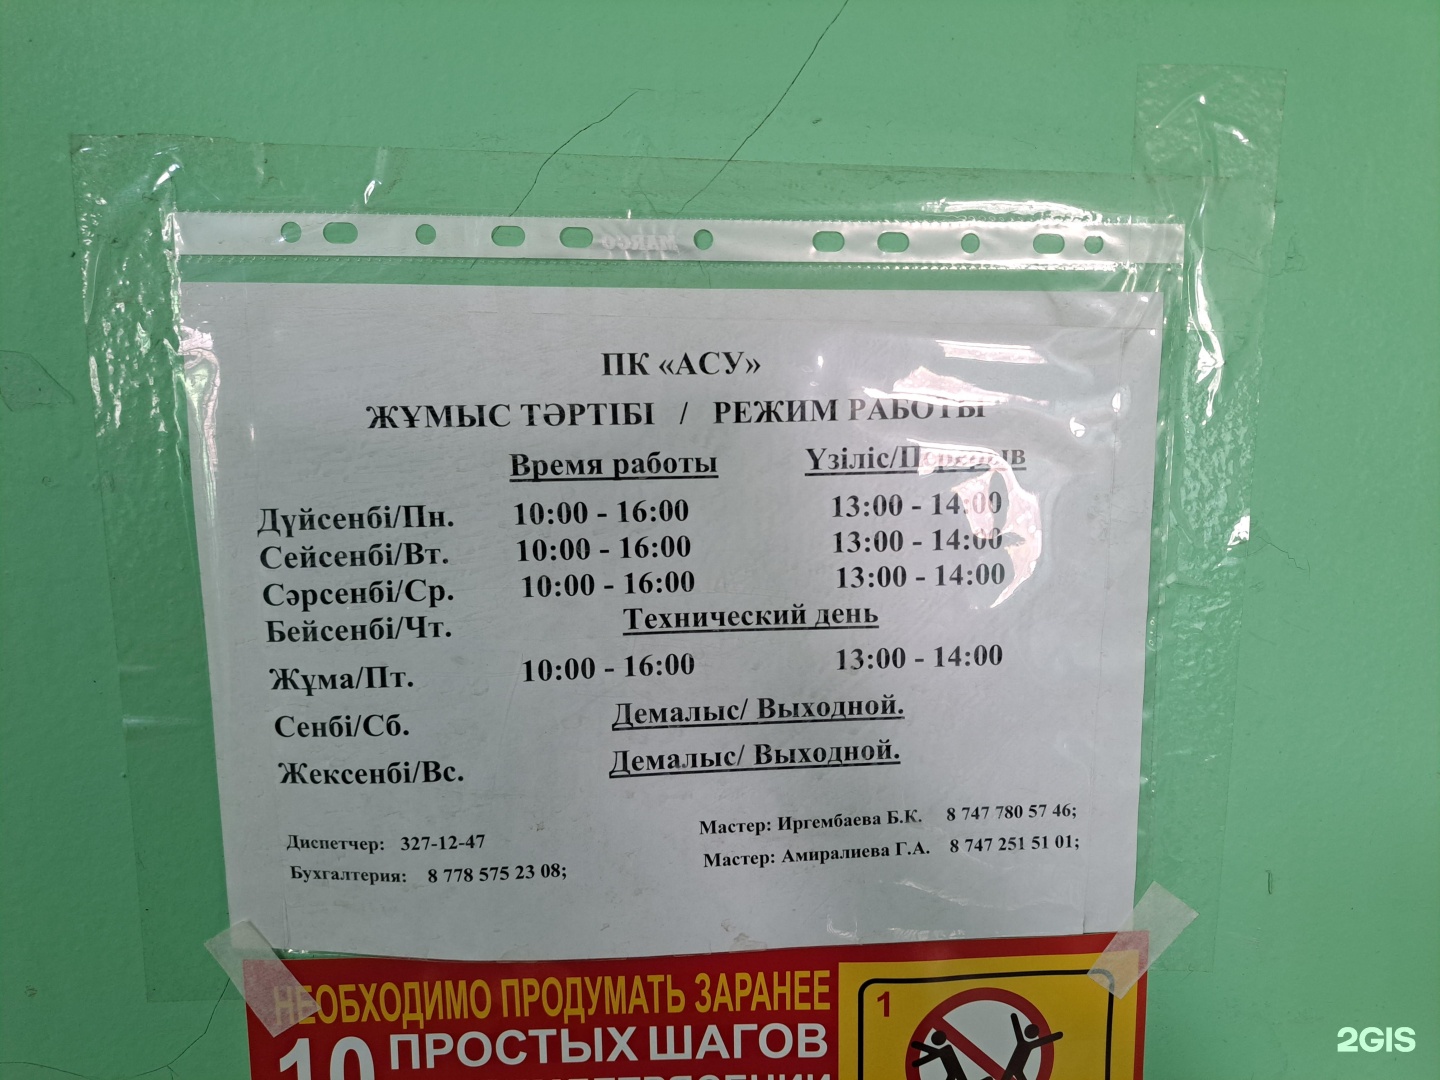 MARCO
ПК «АСУ»
ЖҰМЫС ТӘРТІБІ / РЕЖИМ РАБОТЫ
Время работы Үзіліс/Перерыв
Дүйсенбі/Пн. 10:00 - 16:00 13:00 - 14:00
Сейсенбі/Вт. 10:00 - 16:00 13:00 - 14:00
Сәрсенбі/Ср. 10:00 - 16:00 13:00 - 14:00
Бейсенбі/Чт. Технический день
Жұма/Пт. 10:00 - 16:00 13:00 - 14:00
Сенбі/Сб. Демалыс/ Выходной.
Жексенбі/Вс. Демалыс/ Выходной.
Диспетчер: 327-12-47 Мастер: Иргембаева Б.К. 8 747 780 57 46;
Бухгалтерия: 8 778 575 23 08; Мастер: Амиралиева Г.А. 8 747 251 51 01;
НЕОБХОДИМО ПРОДУМАТЬ ЗАРАНЕЕ
10 ПРОСТЫХ ШАГОВ
1
2GIS